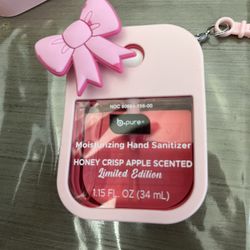 b.pure
Moisturizing Hand Sanitizer
HONEY CRISP APPLE SCENTED
Limited Edition
1.15 FL OZ (34 mL)